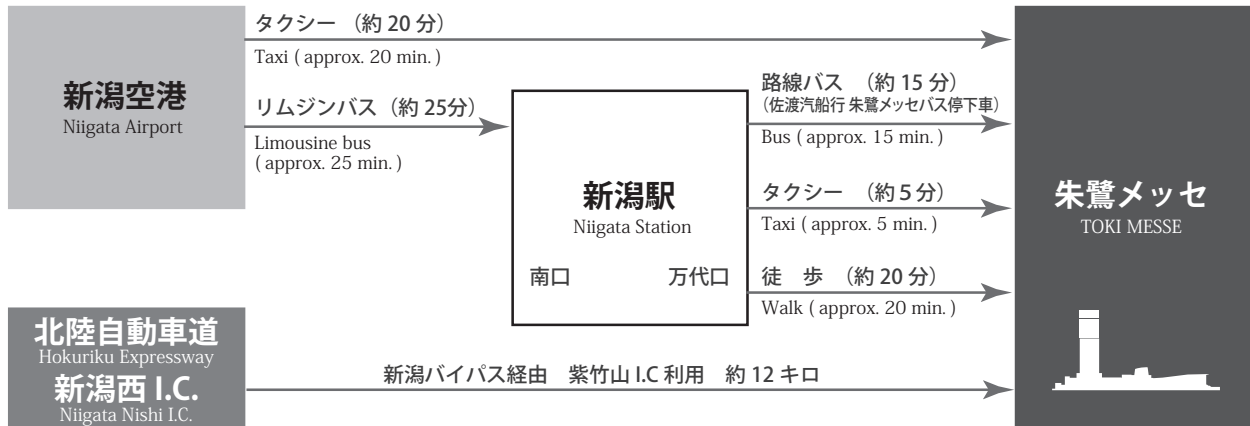 新潟空港
Niigata Airport
タクシー （約 20 分）
Taxi ( approx. 20 min. )
リムジンバス （約 25分）
Limousine bus
( approx. 25 min. )
新潟駅
Niigata Station
南口
万代口
路線バス （約 15 分）
（佐渡汽船行 朱鷺メッセバス停下車）
Bus ( approx. 15 min. )
タクシー （約 5 分）
Taxi ( approx. 5 min. )
徒　歩 （約 20 分）
Walk ( approx. 20 min. )
朱鷺メッセ
TOKI MESSE
北陸自動車道
Hokuriku Expressway
新潟西 I.C.
Niigata Nishi I.C.
新潟バイパス経由　紫竹山 I.C 利用　約 12 キロ